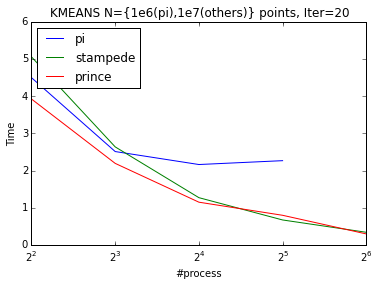 KMEANS N={1e6(pi),1e7(others)} points, Iter=20
6
5
4
3
2
1
0
Time
pi
stampede
prince
2^2
2^3
2^4
2^5
2^6
#process